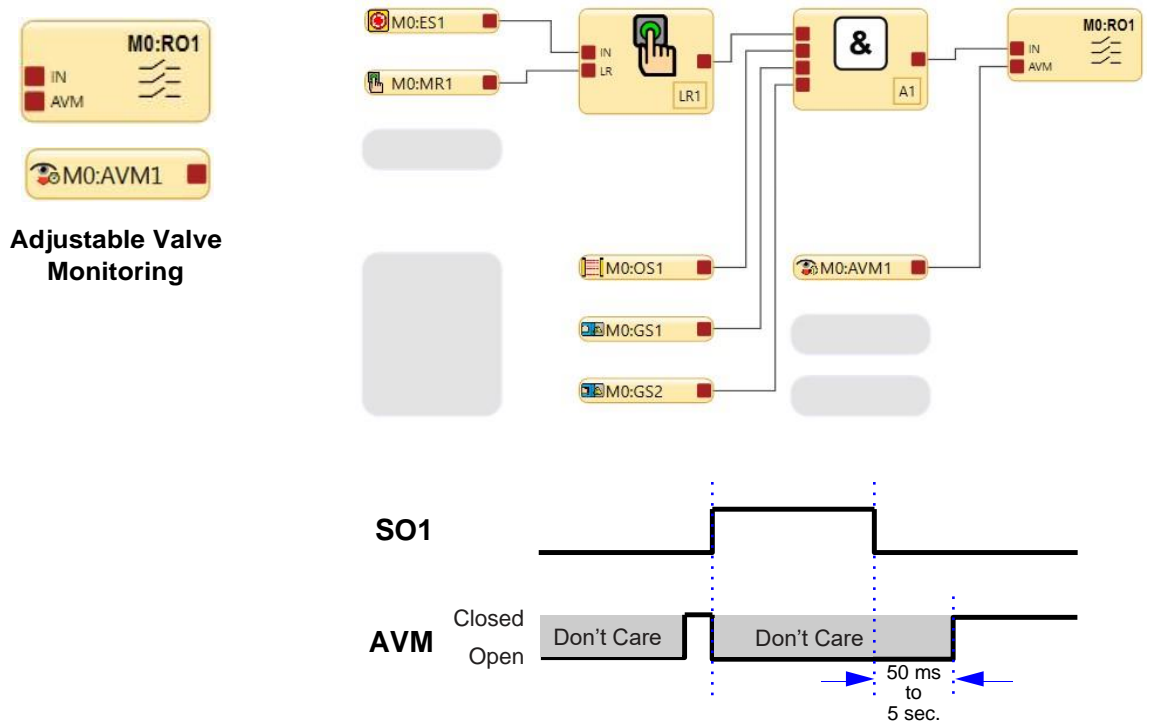 M0:RO1
IN
AVM
M0:AVM1
Adjustable Valve
Monitoring
M0:ES1
M0:MR1
IN
LR
LR1
&
A1
M0:RO1
IN
AVM
M0:OS1
M0:AVM1
M0:GS1
M0:GS2
SO1
AVM
Closed
Open
Don't Care
Don't Care
50 ms
to
5 sec.